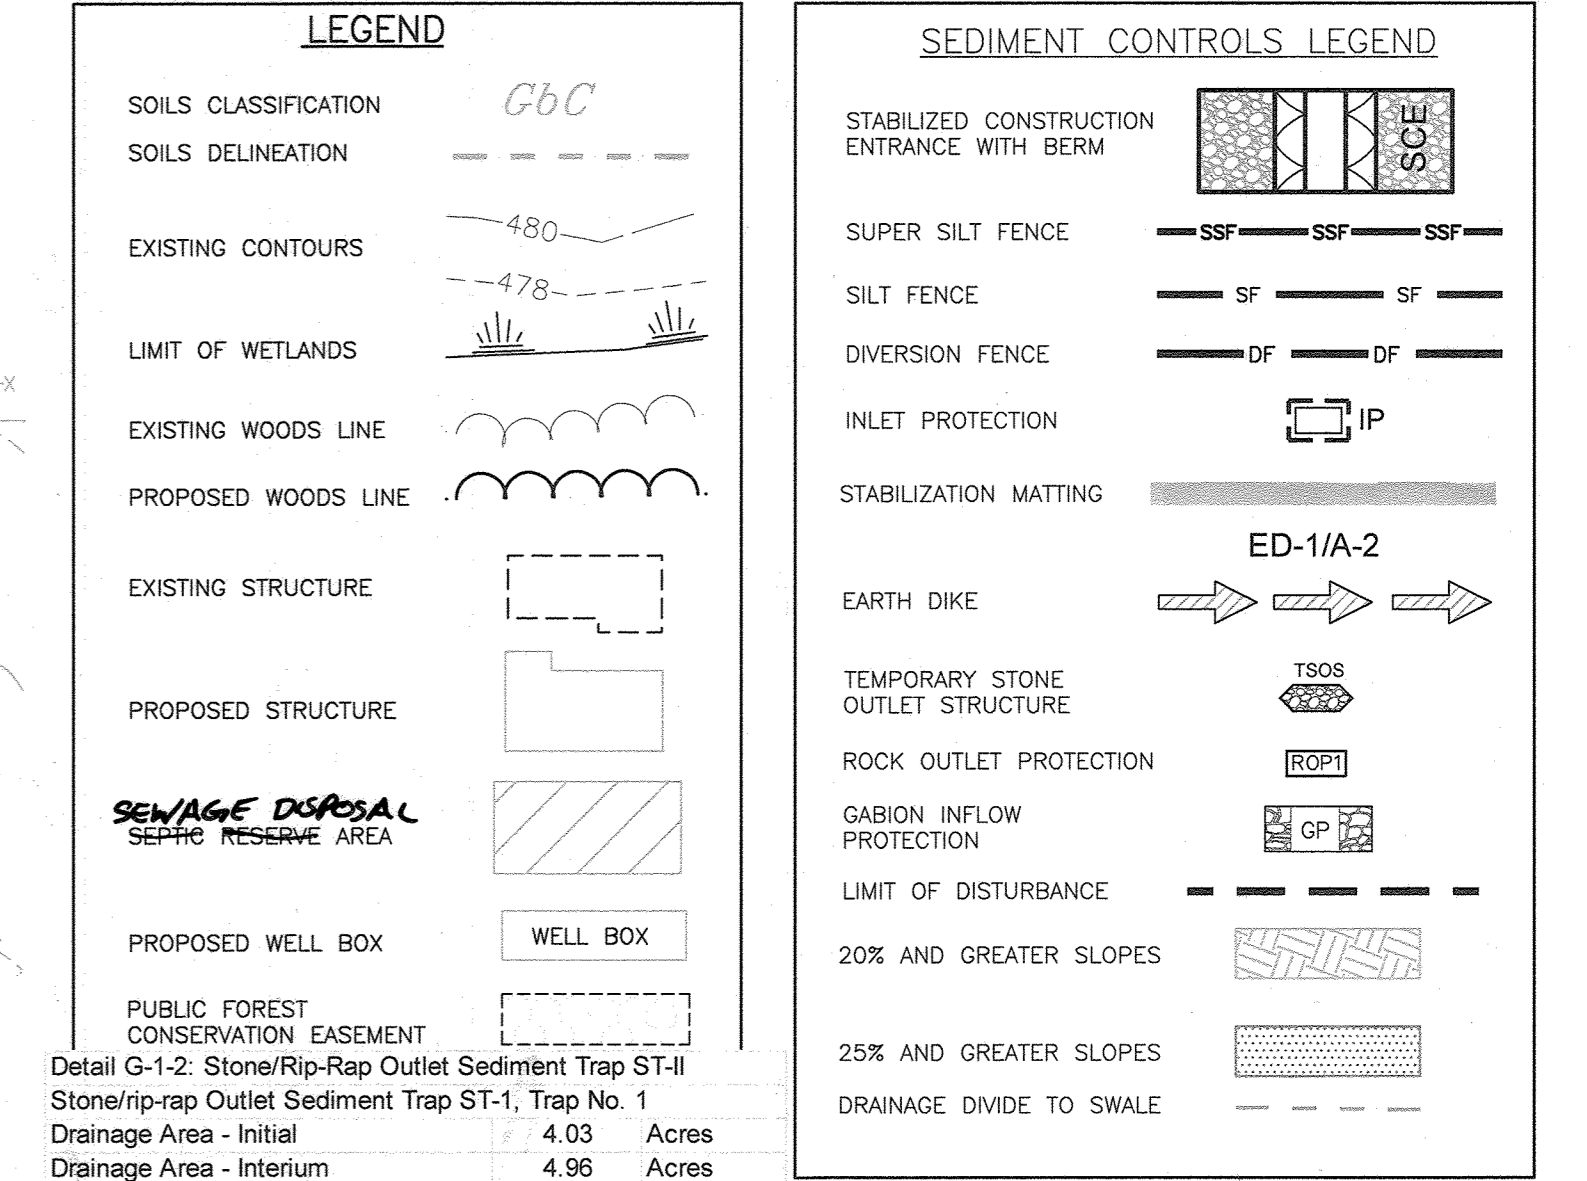 LEGEND
SOILS CLASSIFICATION GbC
SOILS DELINEATION
EXISTING CONTOURS
480
478
LIMIT OF WETLANDS
EXISTING WOODS LINE
PROPOSED WOODS LINE
EXISTING STRUCTURE
PROPOSED STRUCTURE
SEWAGE DISPOSAL
SEPTIC RESERVE AREA
PROPOSED WELL BOX WELL BOX
PUBLIC FOREST
CONSERVATION EASEMENT
Detail G-1-2: Stone/Rip-Rap Outlet Sediment Trap ST-II
Stone/rip-rap Outlet Sediment Trap ST-1, Trap No. 1
Drainage Area - Initial 4.03 Acres
Drainage Area - Interium 4.96 Acres
SEDIMENT CONTROLS LEGEND
STABILIZED CONSTRUCTION
ENTRANCE WITH BERM
SCE
SUPER SILT FENCE SSF SSF SSF
SILT FENCE SF SF
DIVERSION FENCE DF DF
INLET PROTECTION IP
STABILIZATION MATTING
ED-1/A-2
EARTH DIKE
TSOS
TEMPORARY STONE
OUTLET STRUCTURE
ROCK OUTLET PROTECTION ROP1
GABION INFLOW
PROTECTION
GP
LIMIT OF DISTURBANCE
20% AND GREATER SLOPES
25% AND GREATER SLOPES
DRAINAGE DIVIDE TO SWALE
X